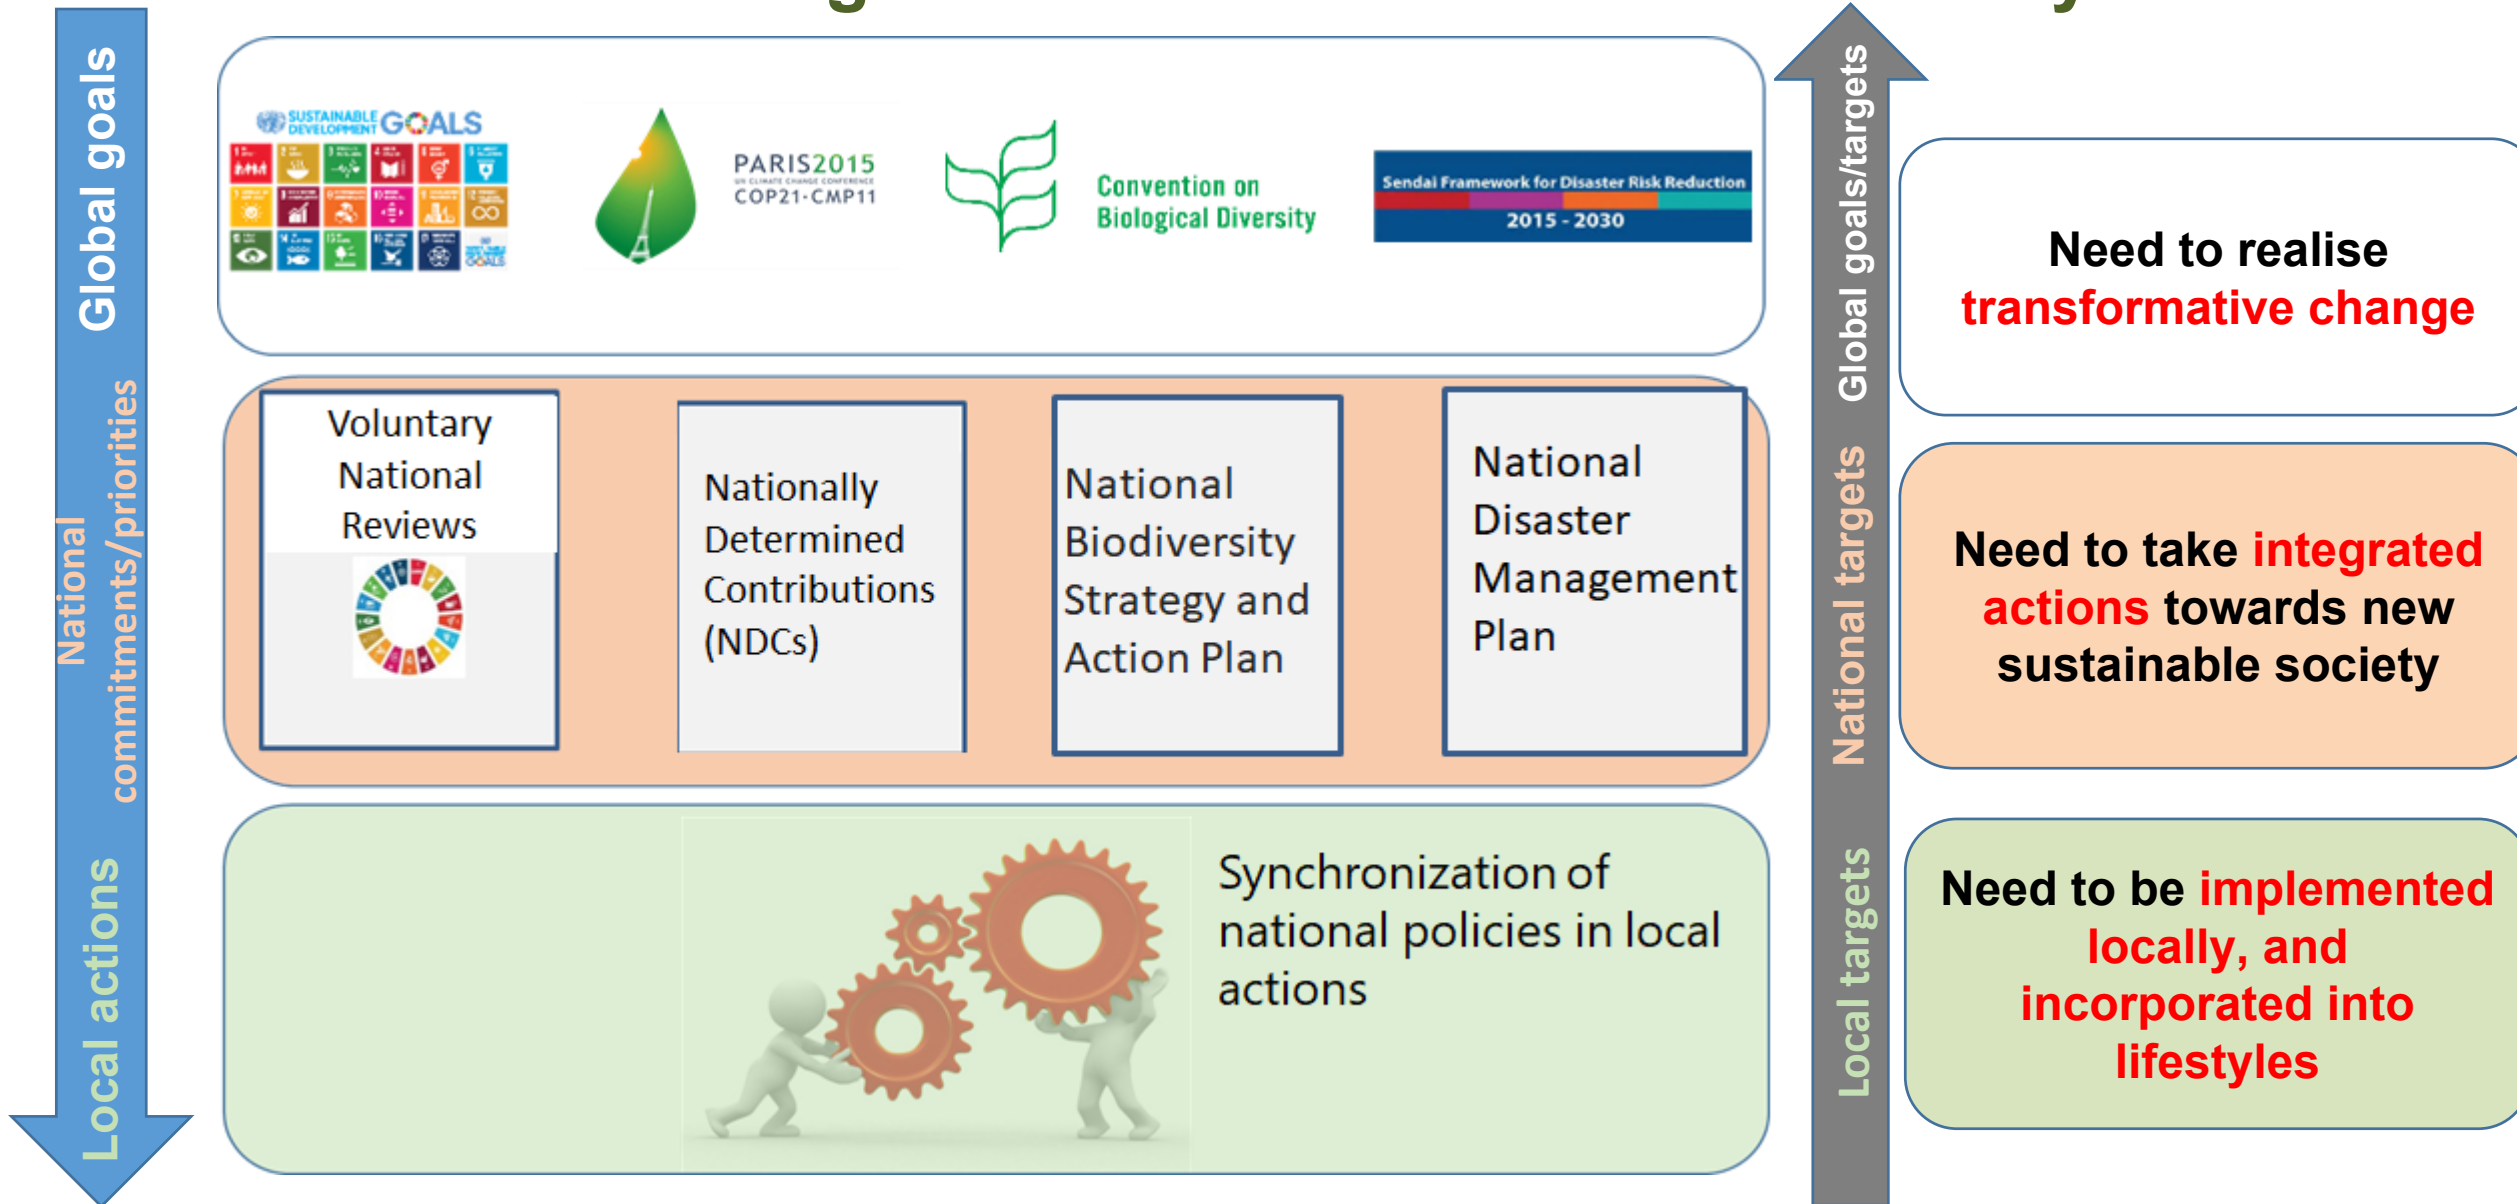 Global goals
National
commitments/priorities
Local actions
SUSTAINABLE
DEVELOPMENT GOALS
PARIS2015
UN CLIMATE CHANGE CONFERENCE
COP21·CMP11
Convention on
Biological Diversity
Sendai Framework for Disaster Risk Reduction
2015 - 2030
Voluntary
National
Reviews
Nationally
Determined
Contributions
(NDCs)
National
Biodiversity
Strategy and
Action Plan
National
Disaster
Management
Plan
Synchronization of
national policies in local
actions
Global goals/targets
National targets
Local targets
Need to realise
transformative change
Need to take integrated
actions towards new
sustainable society
Need to be implemented
locally, and
incorporated into
lifestyles